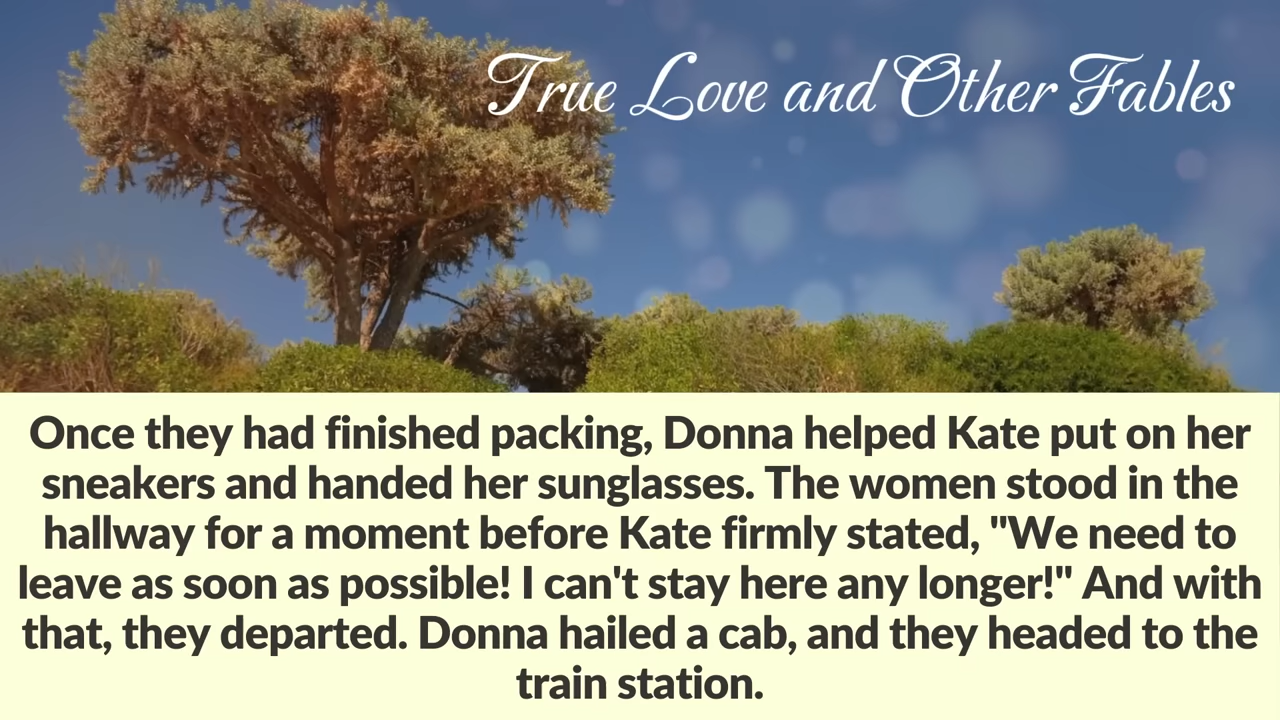 True Love and Other Fables
Once they had finished packing, Donna helped Kate put on her
sneakers and handed her sunglasses. The women stood in the
hallway for a moment before Kate firmly stated, "We need to
leave as soon as possible! I can't stay here any longer!" And with
that, they departed. Donna hailed a cab, and they headed to the
train station.